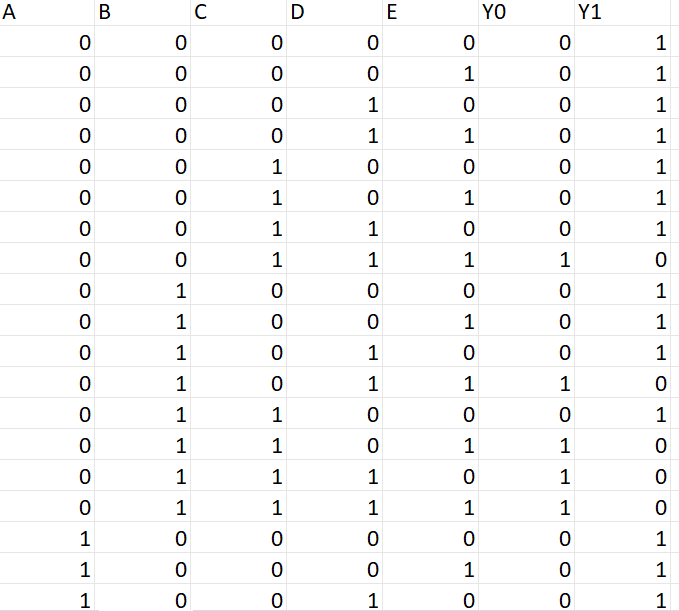 A B C D E Y0 Y1
0 0 0 0 0 0 1
0 0 0 0 1 0 1
0 0 0 1 0 0 1
0 0 0 1 1 0 1
0 0 1 0 0 0 1
0 0 1 0 1 0 1
0 0 1 1 0 0 1
0 0 1 1 1 1 0
0 1 0 0 0 0 1
0 1 0 0 1 0 1
0 1 0 1 0 0 1
0 1 0 1 1 1 0
0 1 1 0 0 0 1
0 1 1 0 1 1 0
0 1 1 1 0 1 0
0 1 1 1 1 1 0
1 0 0 0 0 0 1
1 0 0 0 1 0 1
1 0 0 1 0 0 1